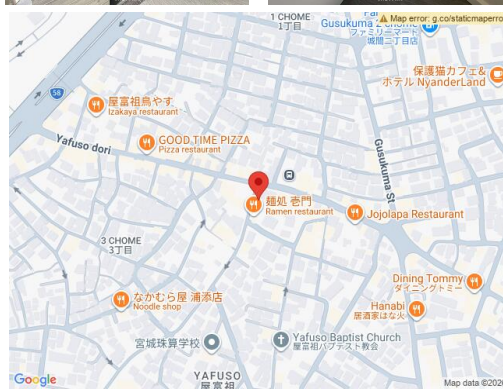 1 CHOME
1丁目
Gusukuma 2-chome
ファミリーマート
城間二丁目店
⚠ Map error: g.co/staticmaperro
保護猫カフェ&
ホテル NyanderLand
58
屋富祖鳥やす
Izakaya restaurant
Yafuso dori
GOOD TIME PIZZA
Pizza restaurant
Gusukuma St
麺処 壱門
Ramen restaurant
Jojolapa Restaurant
3 CHOME
3丁目
Dining Tommy
ダイニングトミー
なかむら屋 浦添店
Noodle shop
Hanabi
居酒家はな火
宮城珠算学校
Yafuso Baptist Church
屋富祖バプテスト教会
YAFUSO
屋富祖
Google
Map data ©202